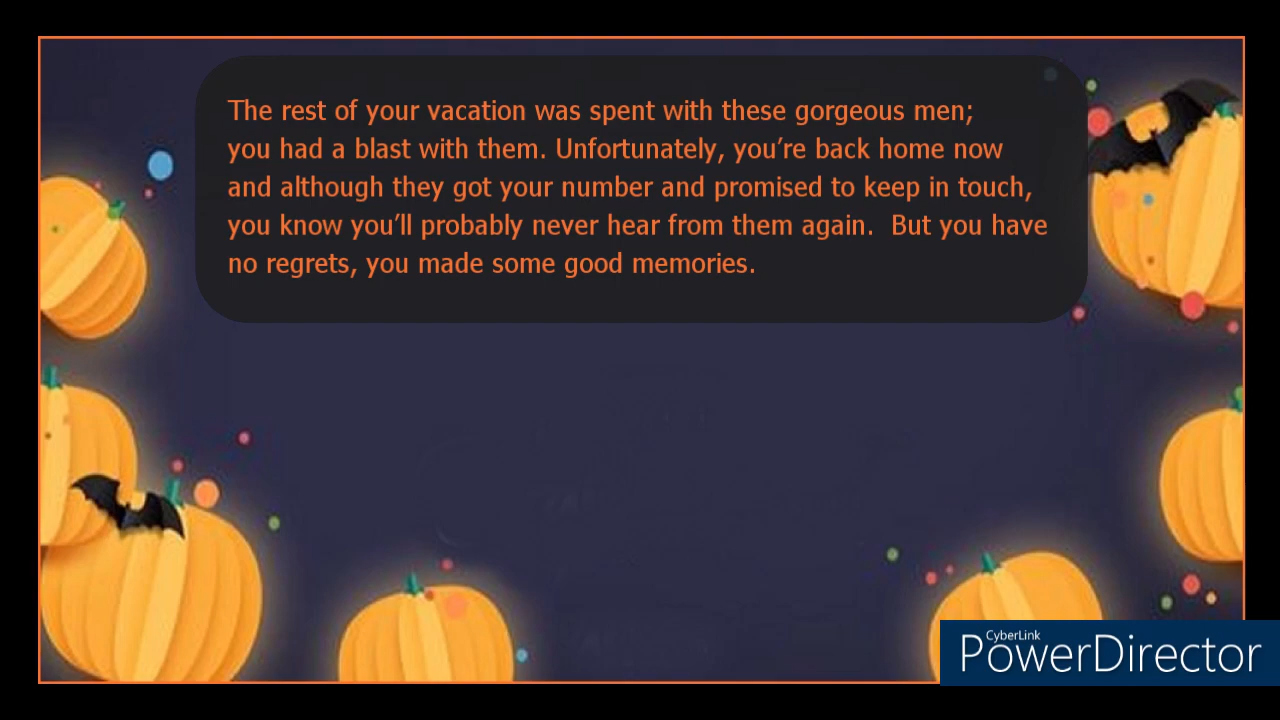 The rest of your vacation was spent with these gorgeous men;
you had a blast with them. Unfortunately, you’re back home now
and although they got your number and promised to keep in touch,
you know you’ll probably never hear from them again.  But you have
no regrets, you made some good memories.
CyberLink
PowerDirector